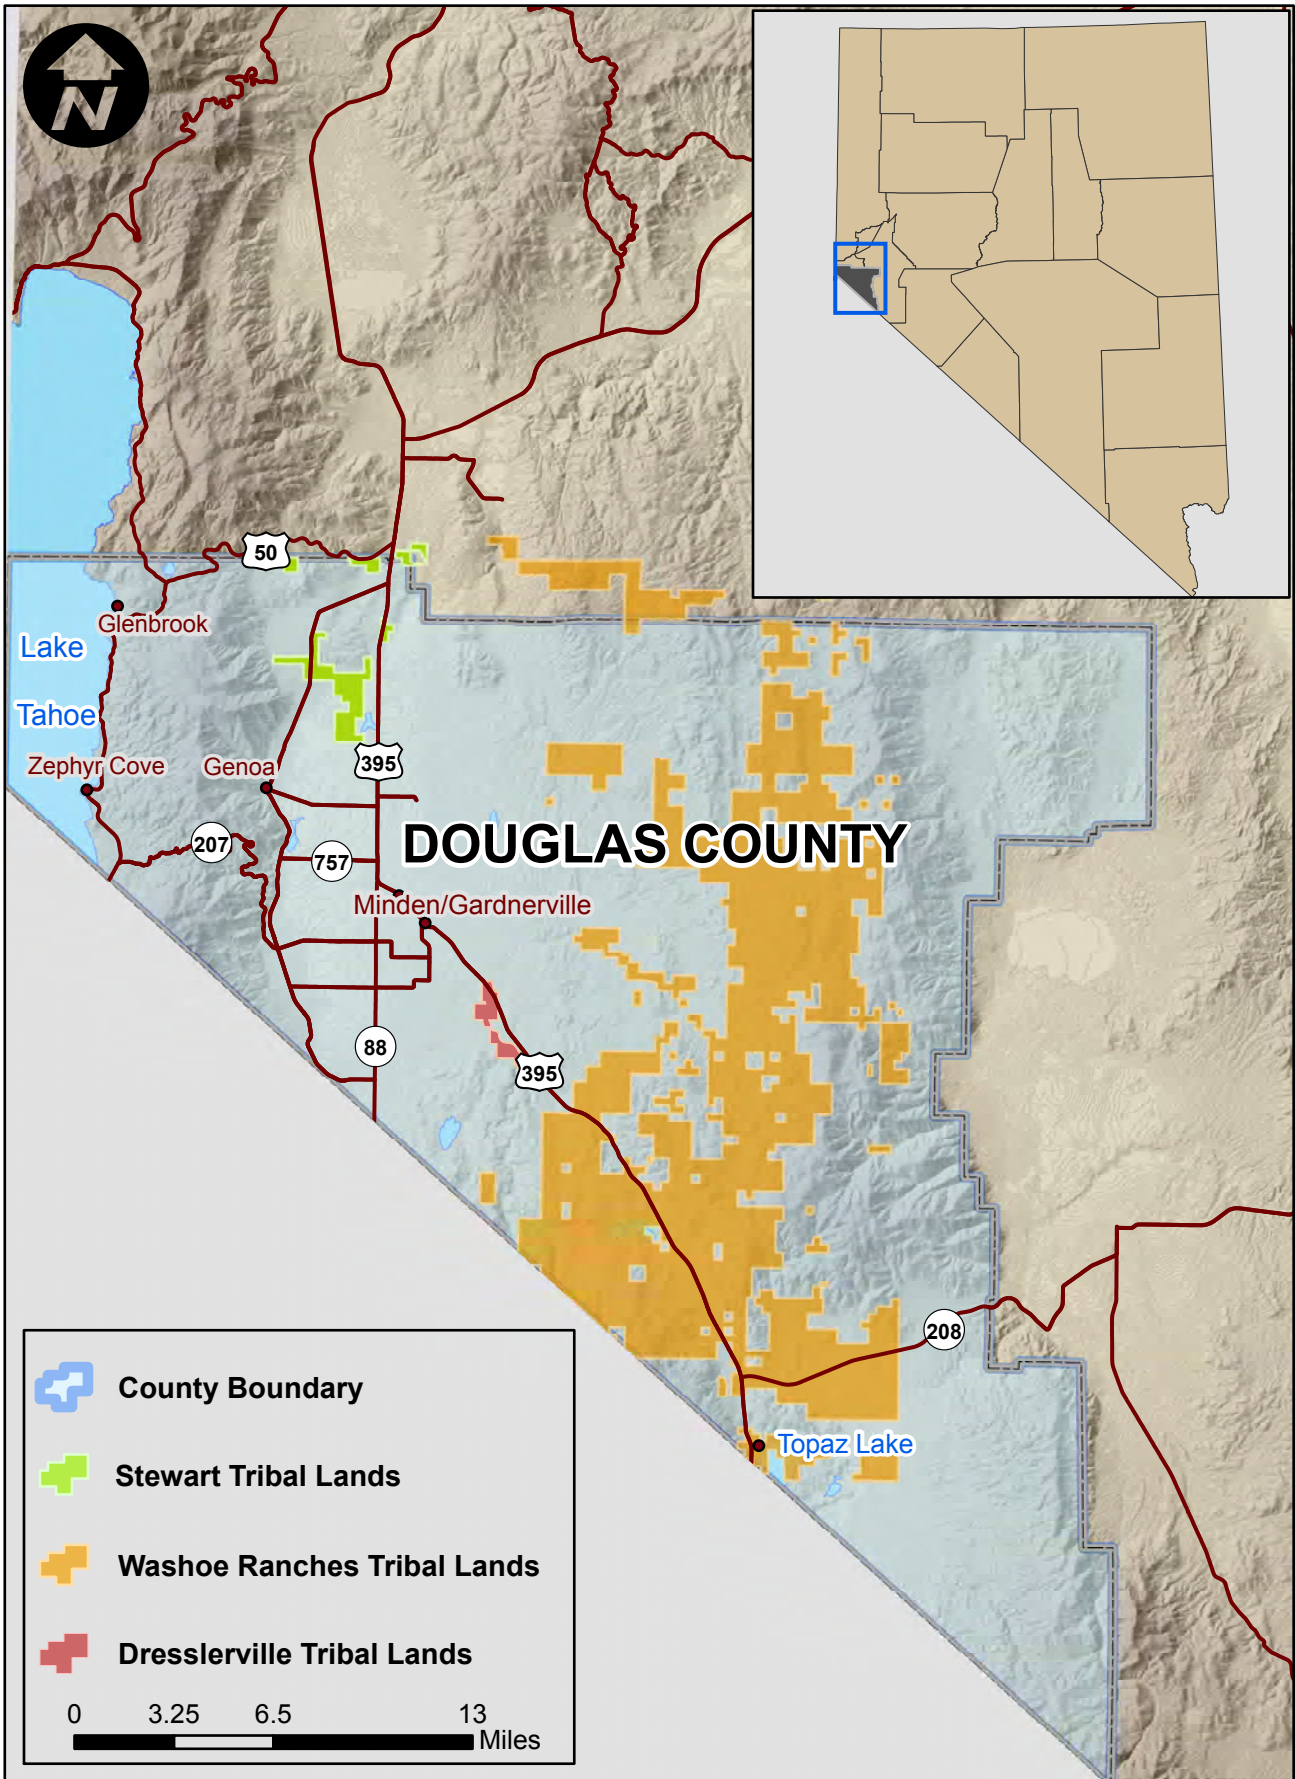 N
50
Glenbrook
Lake
Tahoe
Zephyr Cove
Genoa
395
207
757
DOUGLAS COUNTY
Minden/Gardnerville
88
395
208
Topaz Lake
County Boundary
Stewart Tribal Lands
Washoe Ranches Tribal Lands
Dresslerville Tribal Lands
0 3.25 6.5 13
Miles